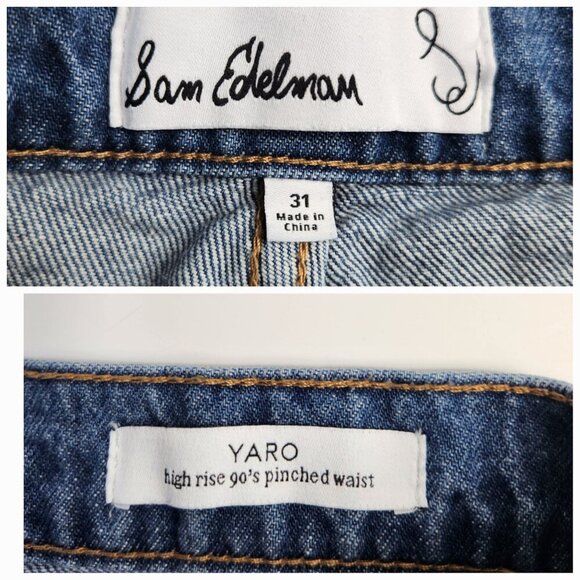 Sam Edelman
31
Made in
China
YARO
high rise 90's pinched waist